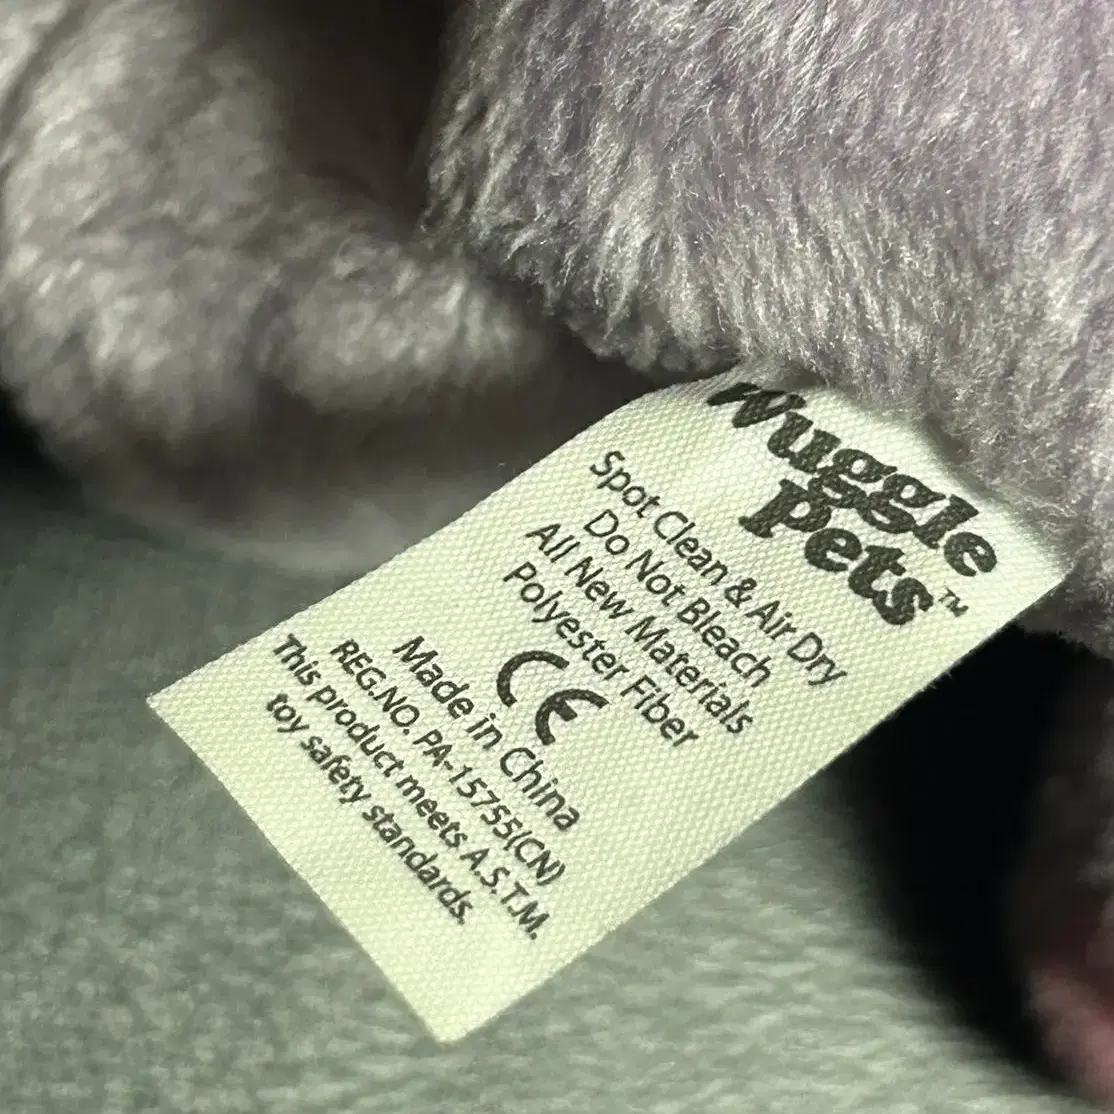 Wuggle
Pets™
Spot Clean & Air Dry
Do Not Bleach
All New Materials
Polyester Fiber
CE
Made in China
REG.NO. PA-15755(CN)
This product meets A.S.T.M.
toy safety standards.